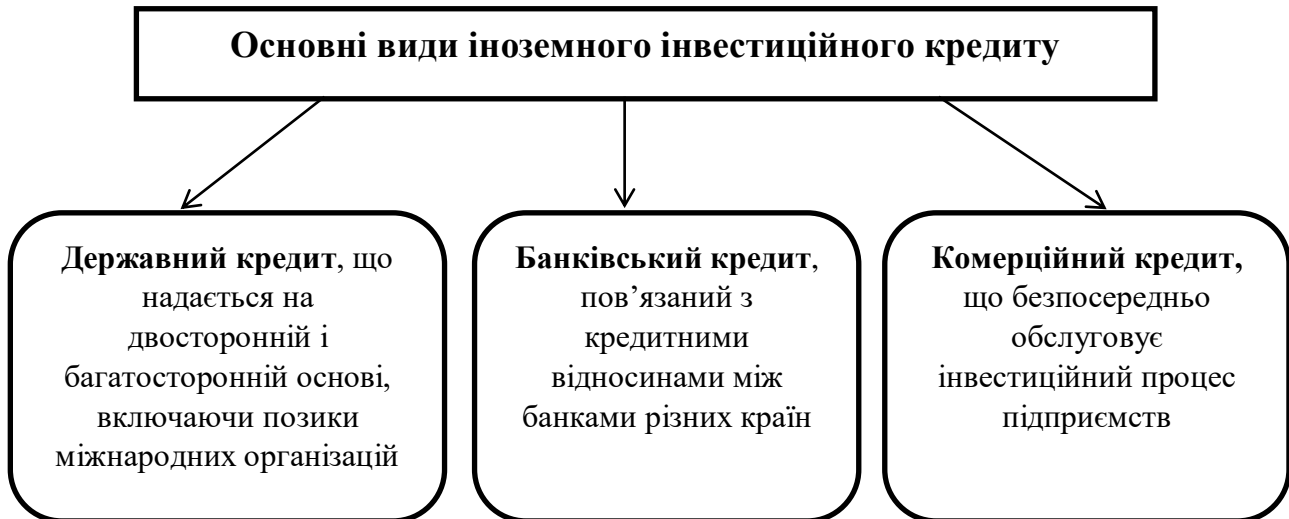 Основні види іноземного інвестиційного кредиту
Державний кредит, що
надається на
двосторонній і
багатосторонній основі,
включаючи позики
міжнародних організацій
Банківський кредит,
пов’язаний з
кредитними
відносинами між
банками різних країн
Комерційний кредит,
що безпосередньо
обслуговує
інвестиційний процес
підприємств